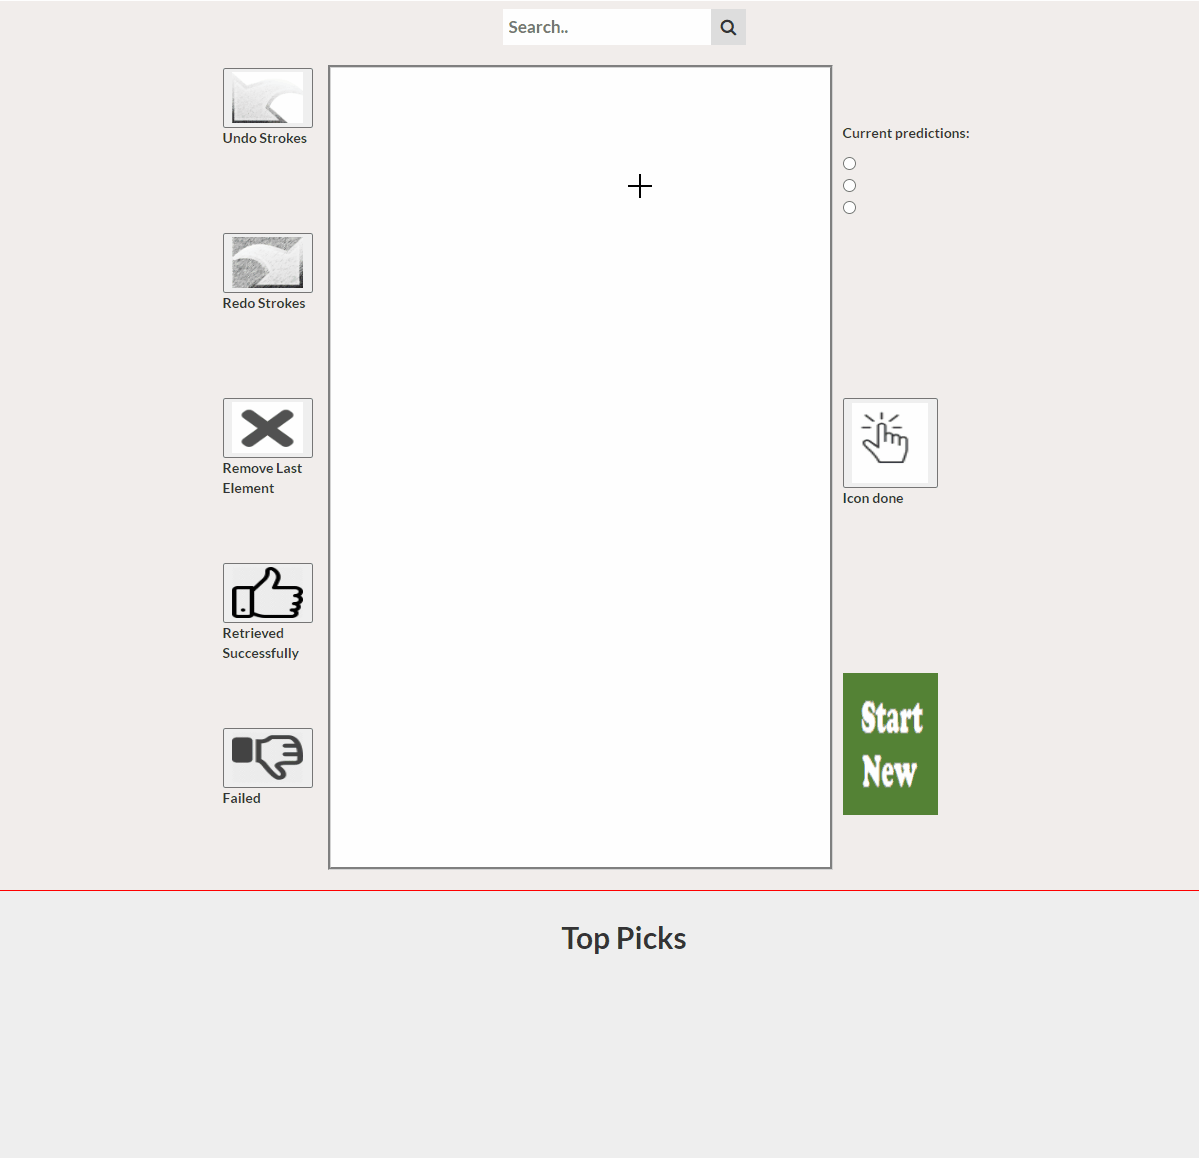 Search..
Undo Strokes
Current predictions:
Redo Strokes
Remove Last
Element
Icon done
Retrieved
Successfully
Start
New
Failed
Top Picks